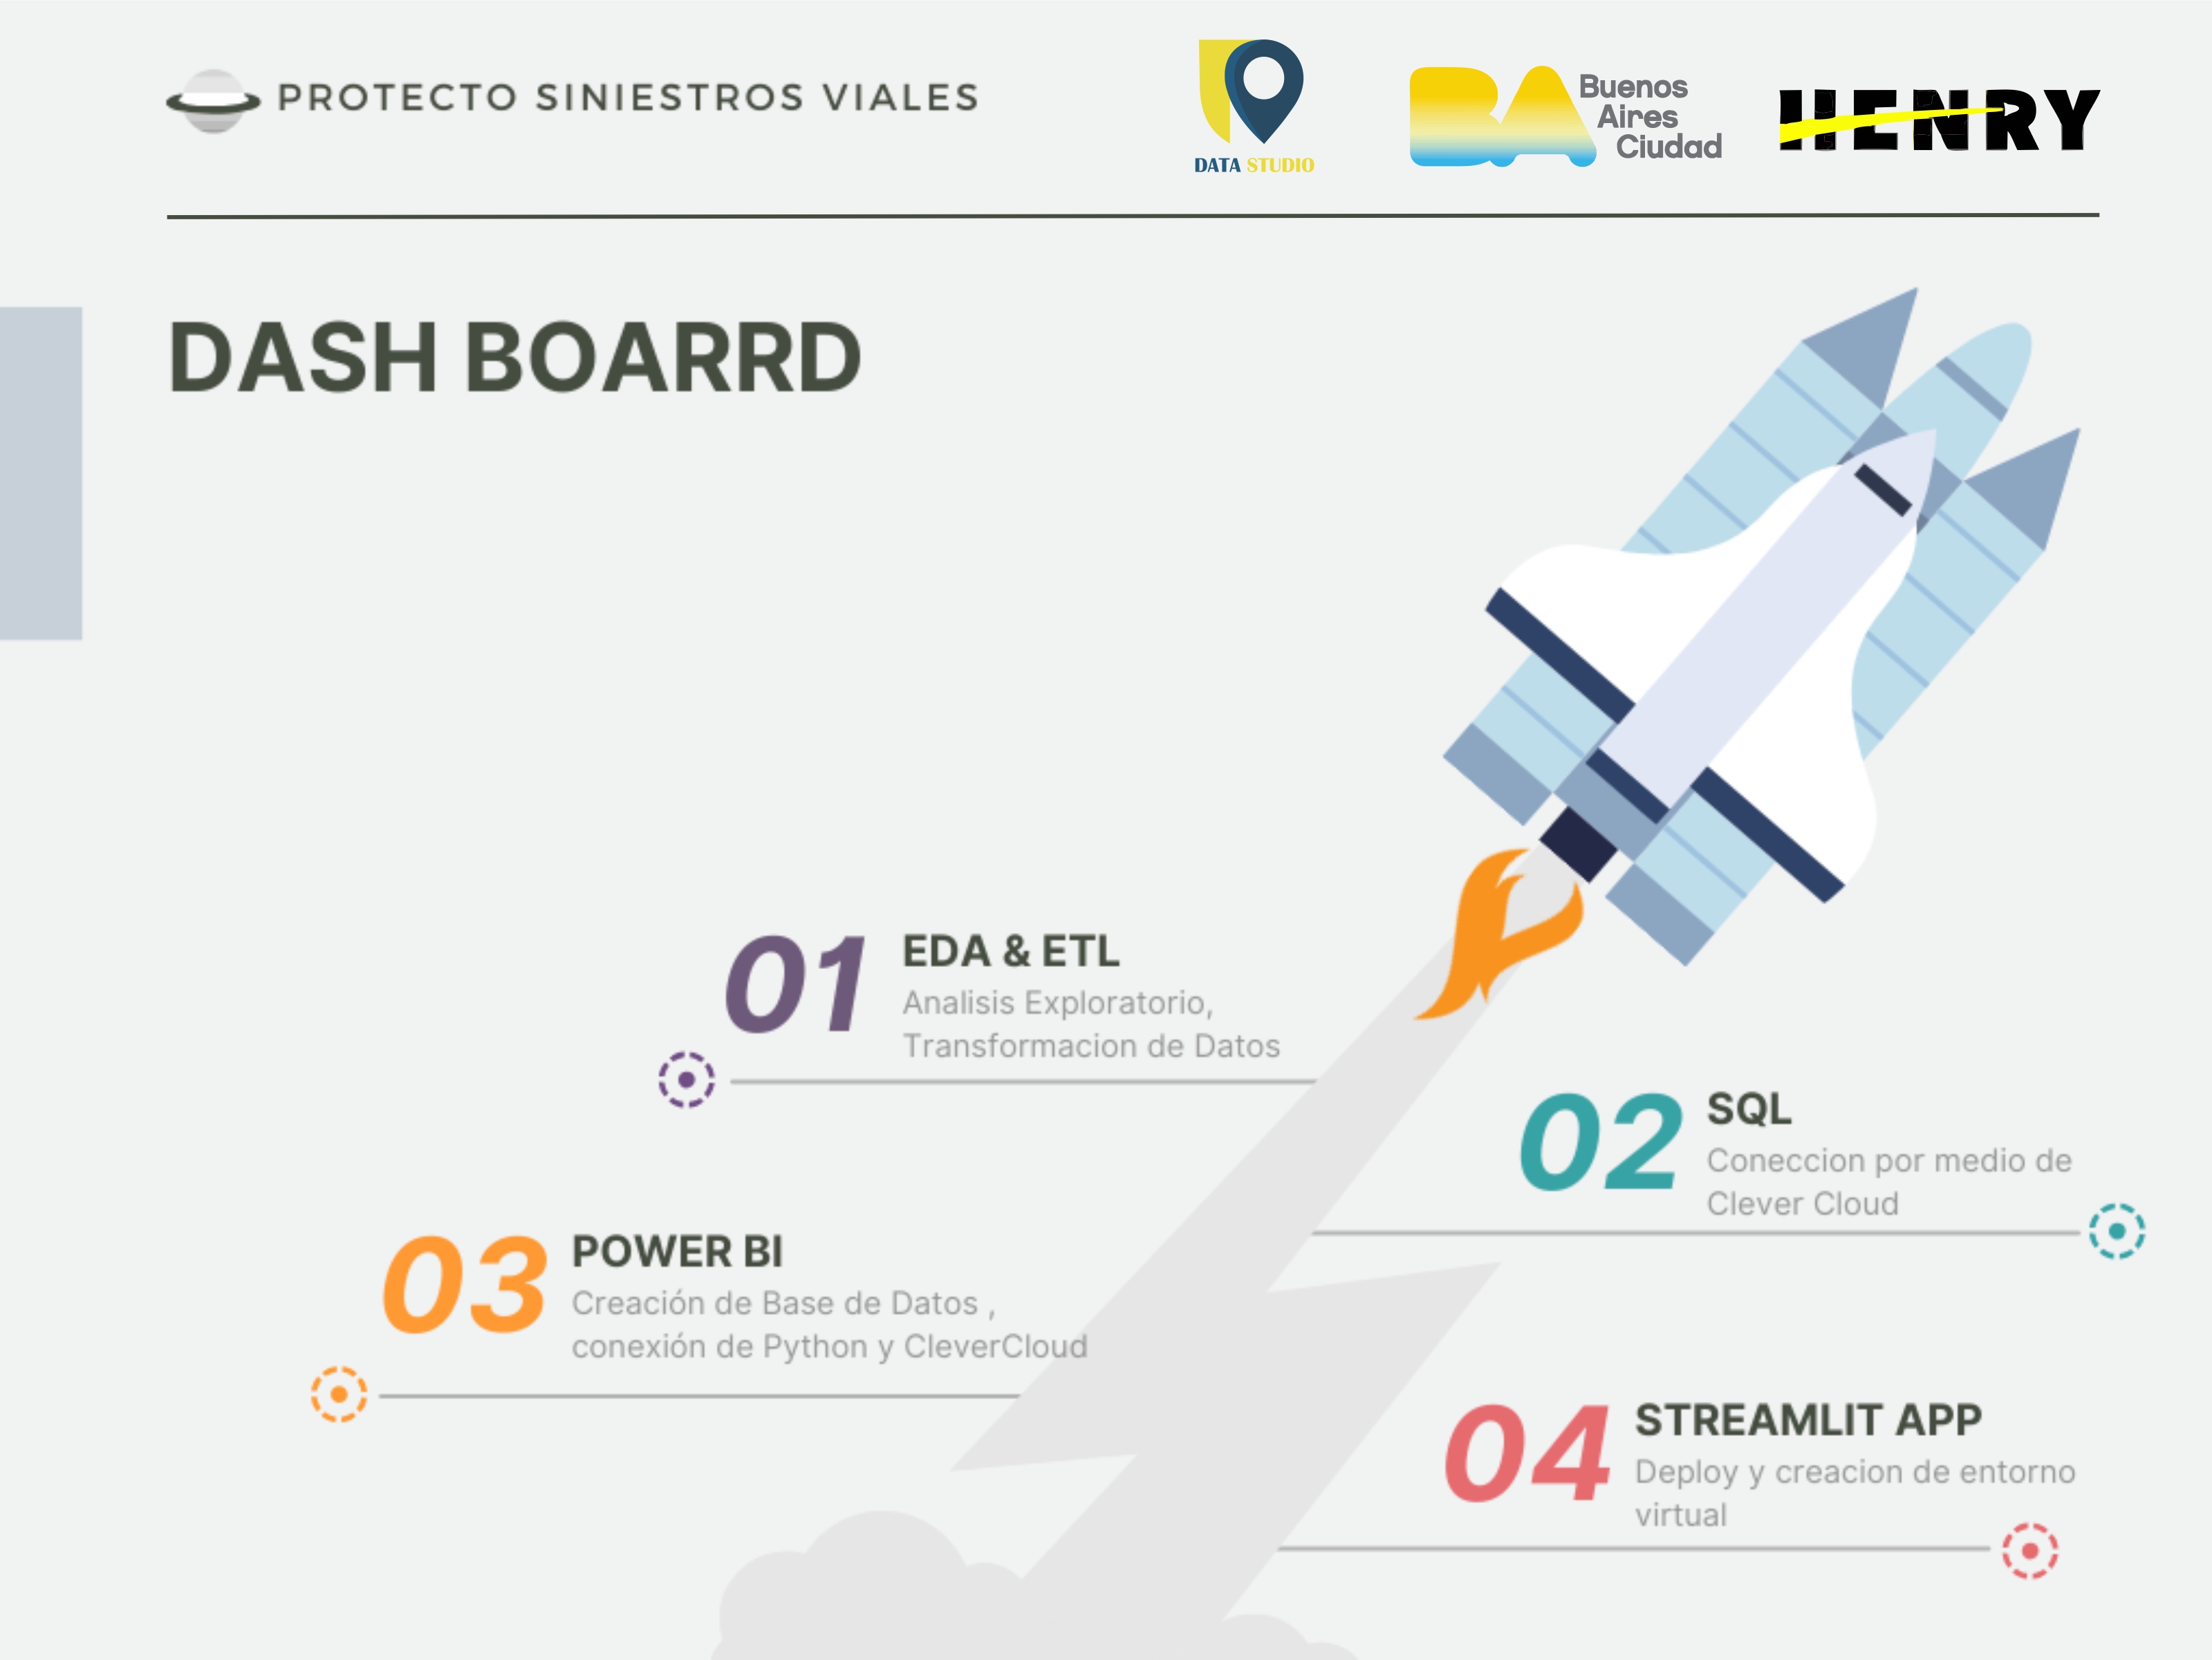 PROTECTO SINIESTROS VIALES
DATA STUDIO
BA
Buenos
Aires
Ciudad
HENRY
DASH BOARRD
01
EDA & ETL
Analisis Exploratorio,
Transformacion de Datos
02
SQL
Coneccion por medio de
Clever Cloud
03
POWER BI
Creación de Base de Datos ,
conexión de Python y CleverCloud
04
STREAMLIT APP
Deploy y creacion de entorno
virtual